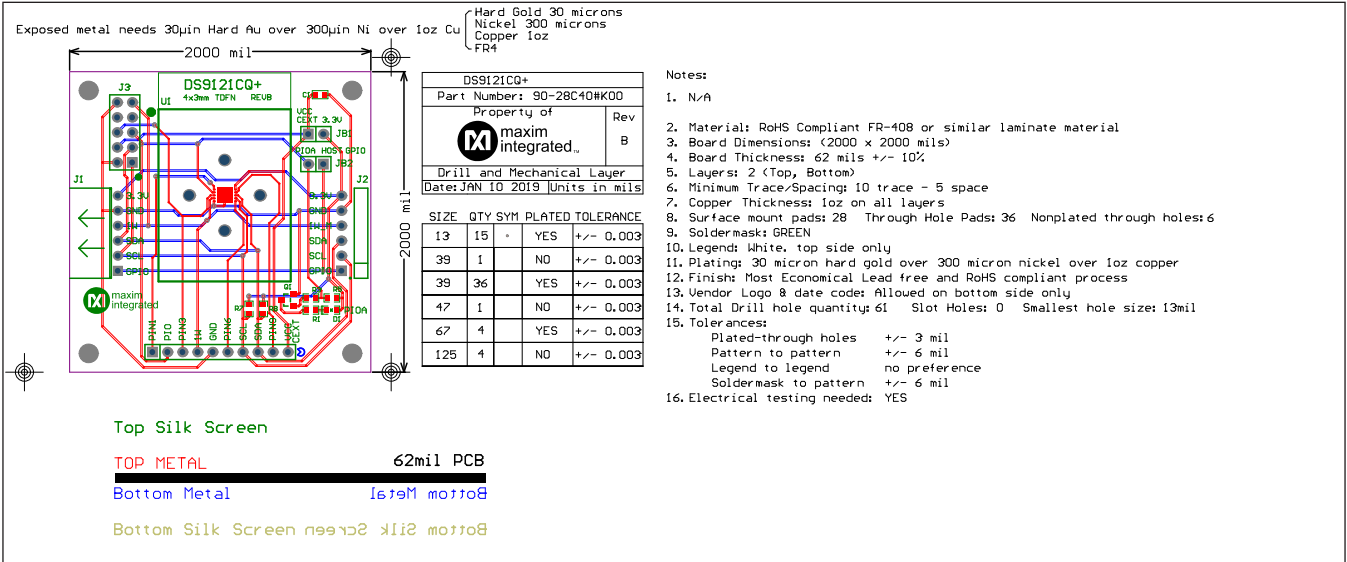 Exposed metal needs 30µin Hard Au over 300µin Ni over 1oz Cu
Hard Gold 30 microns
Nickel 300 microns
Copper 1oz
FR4
2000 mil
2000 mil
J3
DS9121CQ+
4x3mm TDFN REVB
U1
C1
VCC
CEXT 3.3V
JB1
PIOA HOST GPIO
JB2
J1
J2
3.3V
GND
1W
SDA
SCL
GPIO
3.3V
GND
SDA
SCL
GPIO
maxim
integrated
Q1
R7
R1
D1
PIOA
PIN1
PIO
PIN3
1W
GND
PIN6
SCL
SDA
PIN9
VCC
CEXT
DS9121CQ+
Part Number: 90-28C40#K00
Property of
maxim
integrated™
Rev
B
Drill and Mechanical Layer
Date: JAN 10 2019 Units in mils
SIZE QTY SYM PLATED TOLERANCE
13 15 YES +/- 0.003
39 1 NO +/- 0.003
39 36 YES +/- 0.003
47 1 NO +/- 0.003
67 4 YES +/- 0.003
125 4 NO +/- 0.003
Notes:
1. N/A
2. Material: RoHS Compliant FR-408 or similar laminate material
3. Board Dimensions: (2000 x 2000 mils)
4. Board Thickness: 62 mils +/- 10%
5. Layers: 2 (Top, Bottom)
6. Minimum Trace/Spacing: 10 trace - 5 space
7. Copper Thickness: 1oz on all layers
8. Surface mount pads: 28 Through Hole Pads: 36 Nonplated through holes: 6
9. Soldermask: GREEN
10. Legend: White. top side only
11. Plating: 30 micron hard gold over 300 micron nickel over 1oz copper
12. Finish: Most Economical Lead free and RoHS compliant process
13. Vendor Logo & date code: Allowed on bottom side only
14. Total Drill hole quantity: 61 Slot Holes: 0 Smallest hole size: 13mil
15. Tolerances:
Plated-through holes +/- 3 mil
Pattern to pattern +/- 6 mil
Legend to legend no preference
Soldermask to pattern +/- 6 mil
16. Electrical testing needed: YES
Top Silk Screen
TOP METAL 62mil PCB
Bottom Metal Bottom Metal
Bottom Silk Screen Bottom Silk Screen